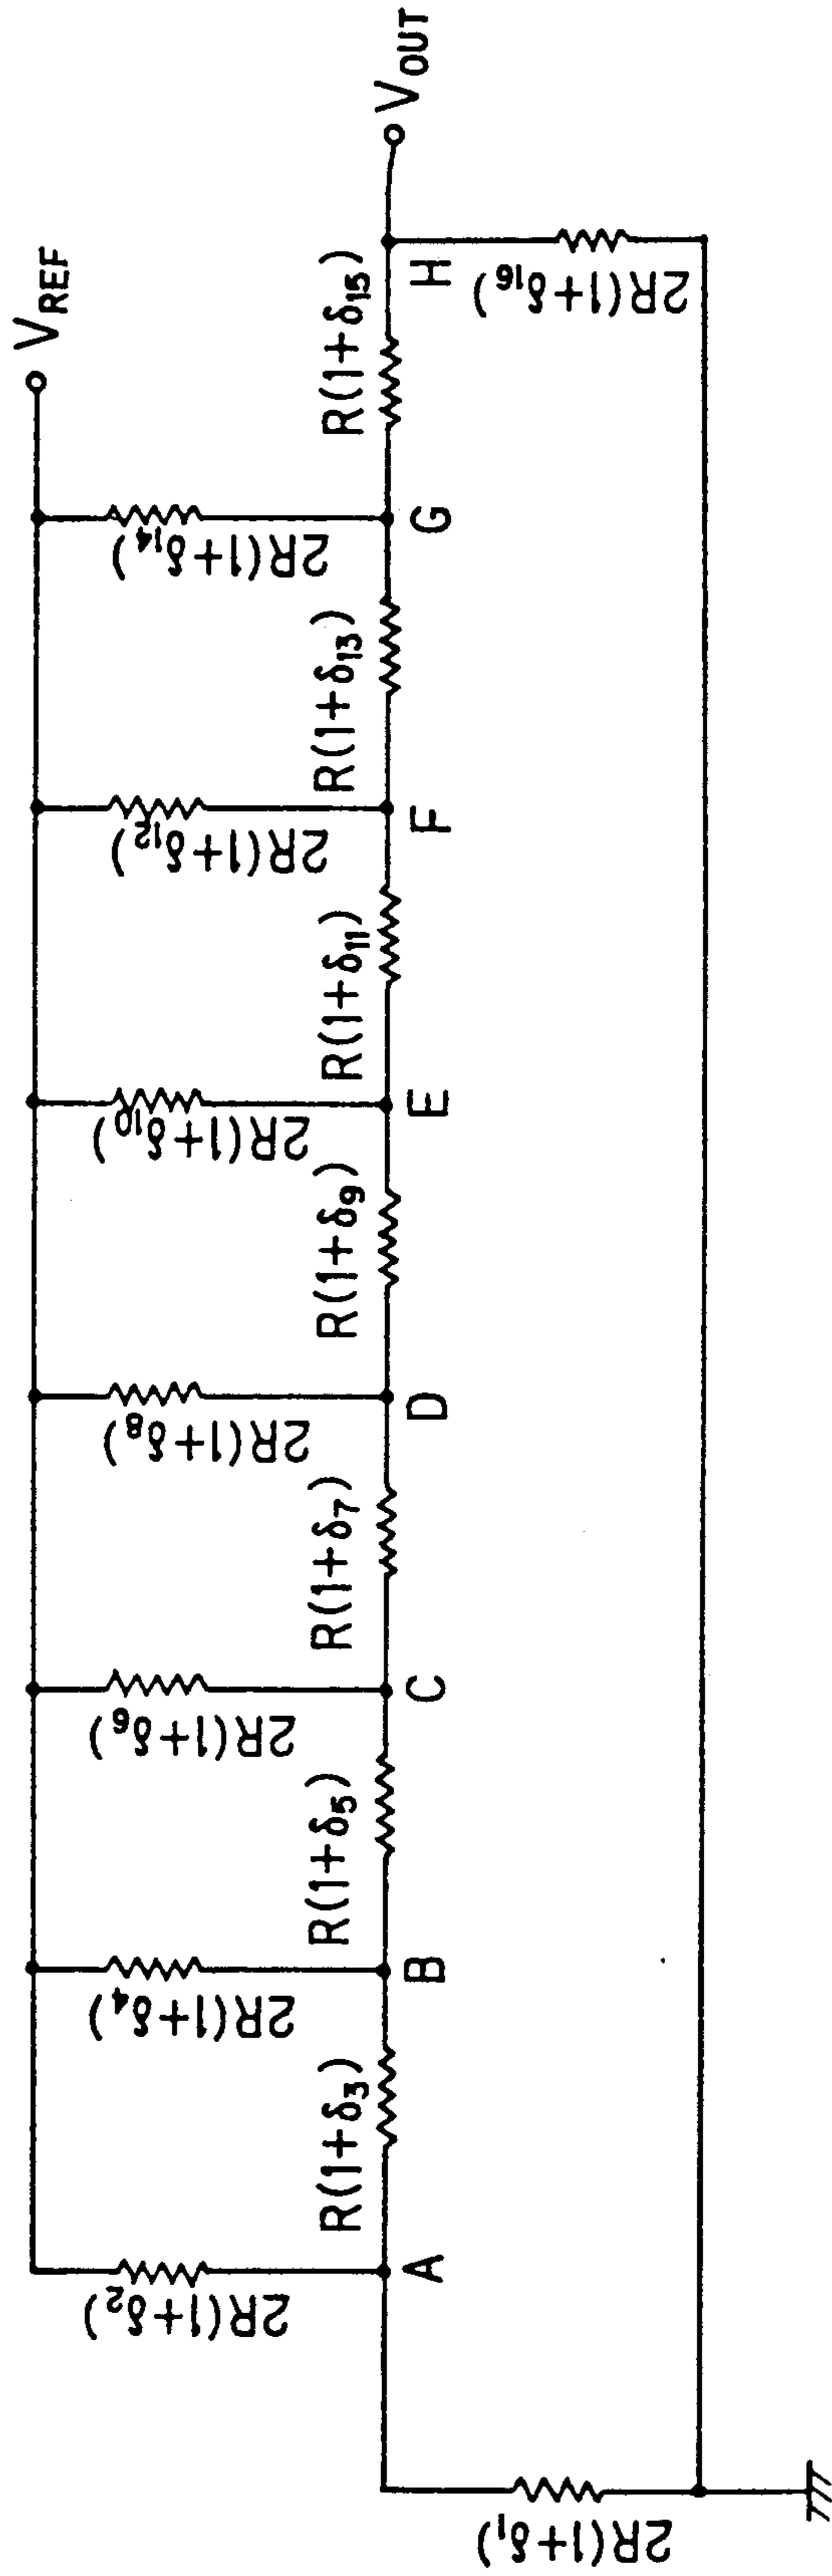 V_REF
V_OUT
2R(1+δ₁)
2R(1+δ₂)
R(1+δ₃)
2R(1+δ₄)
R(1+δ₅)
2R(1+δ₆)
R(1+δ₇)
2R(1+δ₈)
R(1+δ₉)
2R(1+δ₁₀)
R(1+δ₁₁)
2R(1+δ₁₂)
R(1+δ₁₃)
2R(1+δ₁₄)
R(1+δ₁₅)
2R(1+δ₁₆)
A
B
C
D
E
F
G
H